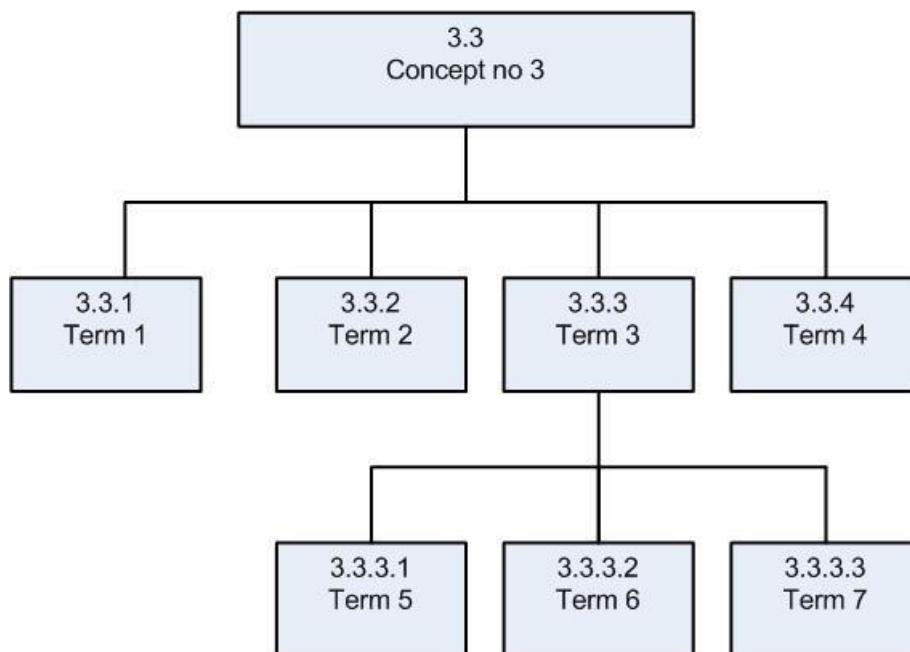 3.3
Concept no 3
3.3.1
Term 1
3.3.2
Term 2
3.3.3
Term 3
3.3.4
Term 4
3.3.3.1
Term 5
3.3.3.2
Term 6
3.3.3.3
Term 7